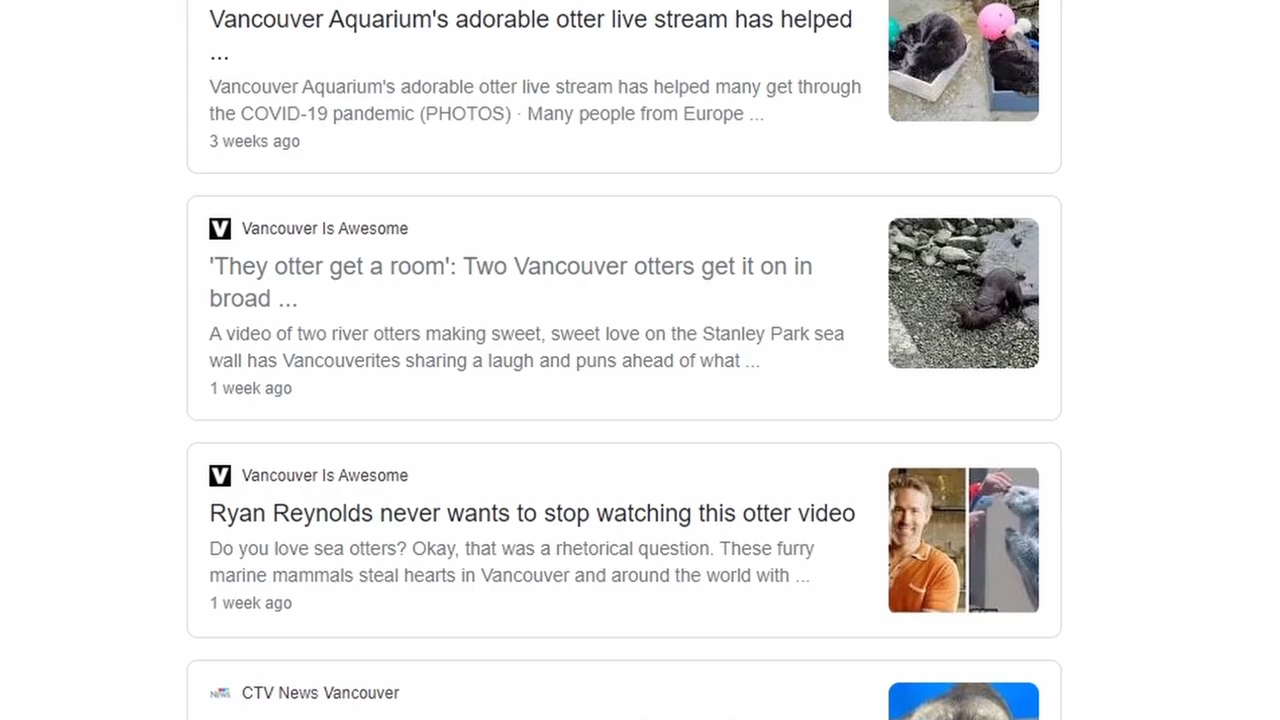 Vancouver Aquarium's adorable otter live stream has helped
...
Vancouver Aquarium's adorable otter live stream has helped many get through
the COVID-19 pandemic (PHOTOS) · Many people from Europe ...
3 weeks ago
V Vancouver Is Awesome
'They otter get a room': Two Vancouver otters get it on in
broad ...
A video of two river otters making sweet, sweet love on the Stanley Park sea
wall has Vancouverites sharing a laugh and puns ahead of what ...
1 week ago
V Vancouver Is Awesome
Ryan Reynolds never wants to stop watching this otter video
Do you love sea otters? Okay, that was a rhetorical question. These furry
marine mammals steal hearts in Vancouver and around the world with ...
1 week ago
NEWS CTV News Vancouver